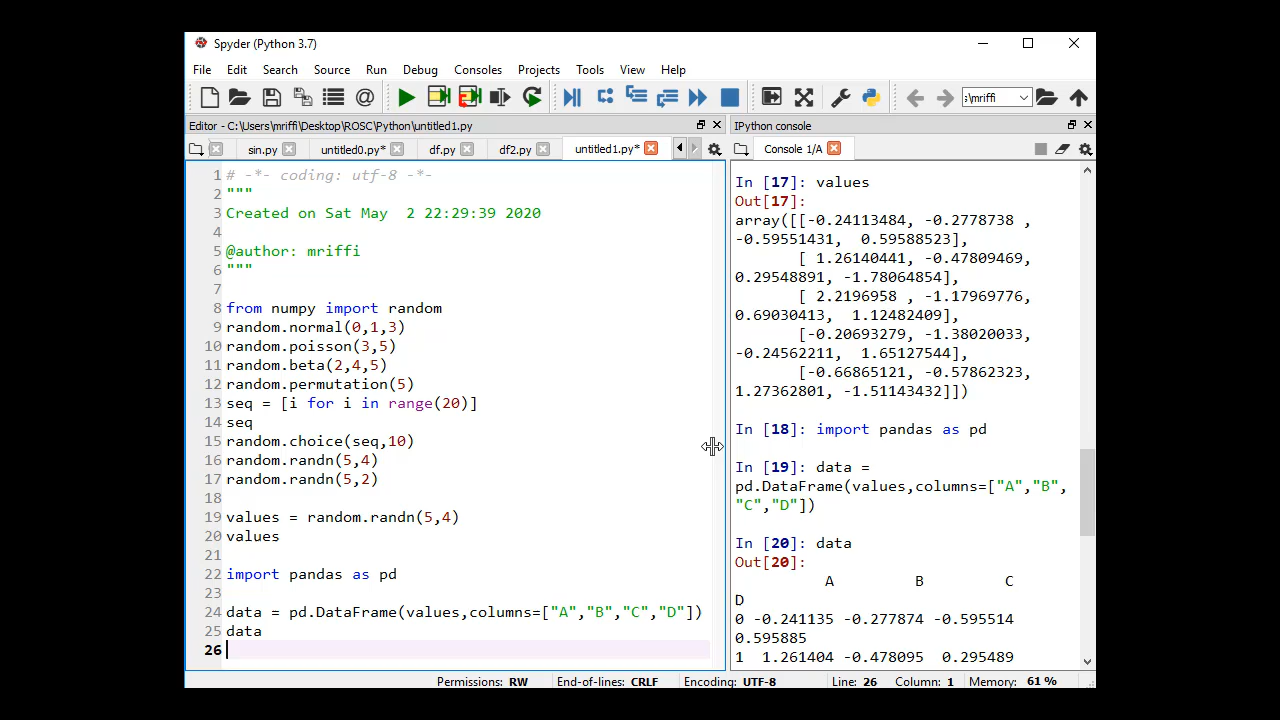 Spyder (Python 3.7)
File Edit Search Source Run Debug Consoles Projects Tools View Help
;\mriffi
Editor - C:\Users\mriffi\Desktop\ROSC\Python\untitled1.py
sin.py untitled0.py* df.py df2.py untitled1.py*
1 # -*- coding: utf-8 -*-
2 """
3 Created on Sat May  2 22:29:39 2020
4
5 @author: mriffi
6 """
7
8 from numpy import random
9 random.normal(0,1,3)
10 random.poisson(3,5)
11 random.beta(2,4,5)
12 random.permutation(5)
13 seq = [i for i in range(20)]
14 seq
15 random.choice(seq,10)
16 random.randn(5,4)
17 random.randn(5,2)
18
19 values = random.randn(5,4)
20 values
21
22 import pandas as pd
23
24 data = pd.DataFrame(values,columns=["A","B","C","D"])
25 data
26
IPython console
Console 1/A
In [17]: values
Out[17]:
array([[-0.24113484, -0.2778738 ,
-0.59551431,  0.59588523],
[ 1.26140441, -0.47809469,
0.29548891, -1.78064854],
[ 2.2196958 , -1.17969776,
0.69030413,  1.12482409],
[-0.20693279, -1.38020033,
-0.24562211,  1.65127544],
[-0.66865121, -0.57862323,
1.27362801, -1.51143432]])
In [18]: import pandas as pd
In [19]: data =
pd.DataFrame(values,columns=["A","B",
"C","D"])
In [20]: data
Out[20]:
A B C
D
0 -0.241135 -0.277874 -0.595514
0.595885
1  1.261404 -0.478095  0.295489
Permissions: RW End-of-lines: CRLF Encoding: UTF-8 Line: 26 Column: 1 Memory: 61 %